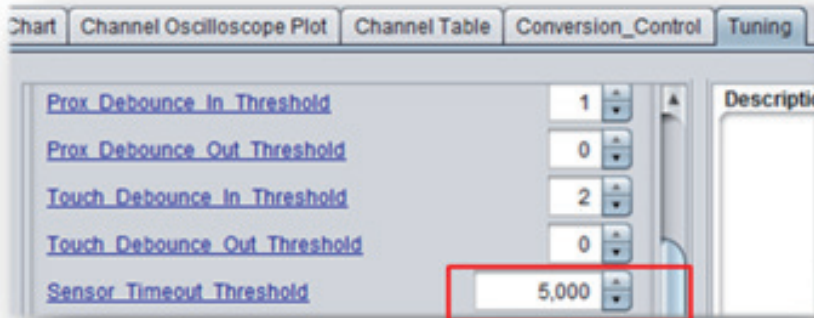 Chart Channel Oscilloscope Plot Channel Table Conversion_Control Tuning
Prox Debounce In Threshold 1
Prox Debounce Out Threshold 0
Touch Debounce In Threshold 2
Touch Debounce Out Threshold 0
Sensor Timeout Threshold 5,000
Descripti